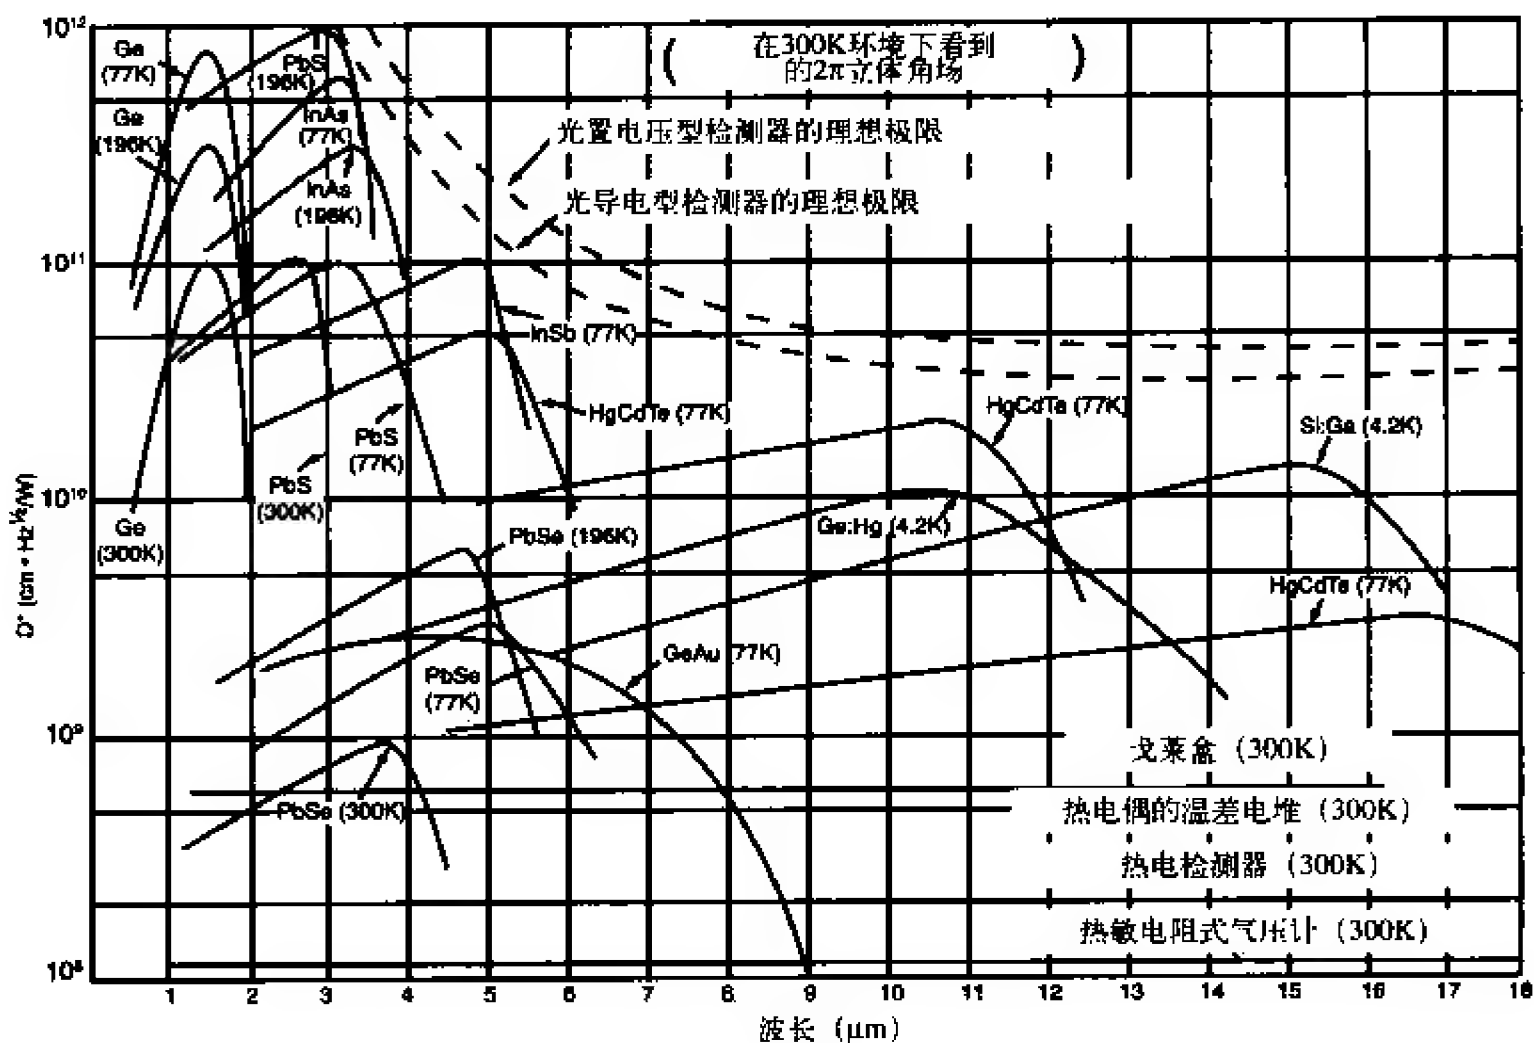 10¹²
Ge
(77K)
PbS
(196K)
(在300K环境下看到
的2π立体角场)
Ge
(196K)
InAs
(77K)
光置电压型检测器的理想极限
InAs
(196K)
光导电型检测器的理想极限
10¹¹
InSb (77K)
HgCdTe (77K)
HgCdTe (77K)
Si:Ga (4.2K)
PbS
(77K)
PbS
(300K)
10¹⁰
Ge
(300K)
Ge:Hg (4.2K)
PbSe (196K)
HgCdTe (77K)
D* (cm·Hz½/W)
GeAu (77K)
PbSe
(77K)
10⁹
戈莱盒 (300K)
PbSe (300K)
热电偶的温差电堆 (300K)
热电检测器 (300K)
热敏电阻式气压计 (300K)
10⁸
1 2 3 4 5 6 7 8 9 10 11 12 13 14 15 16 17 18
波长 (μm)